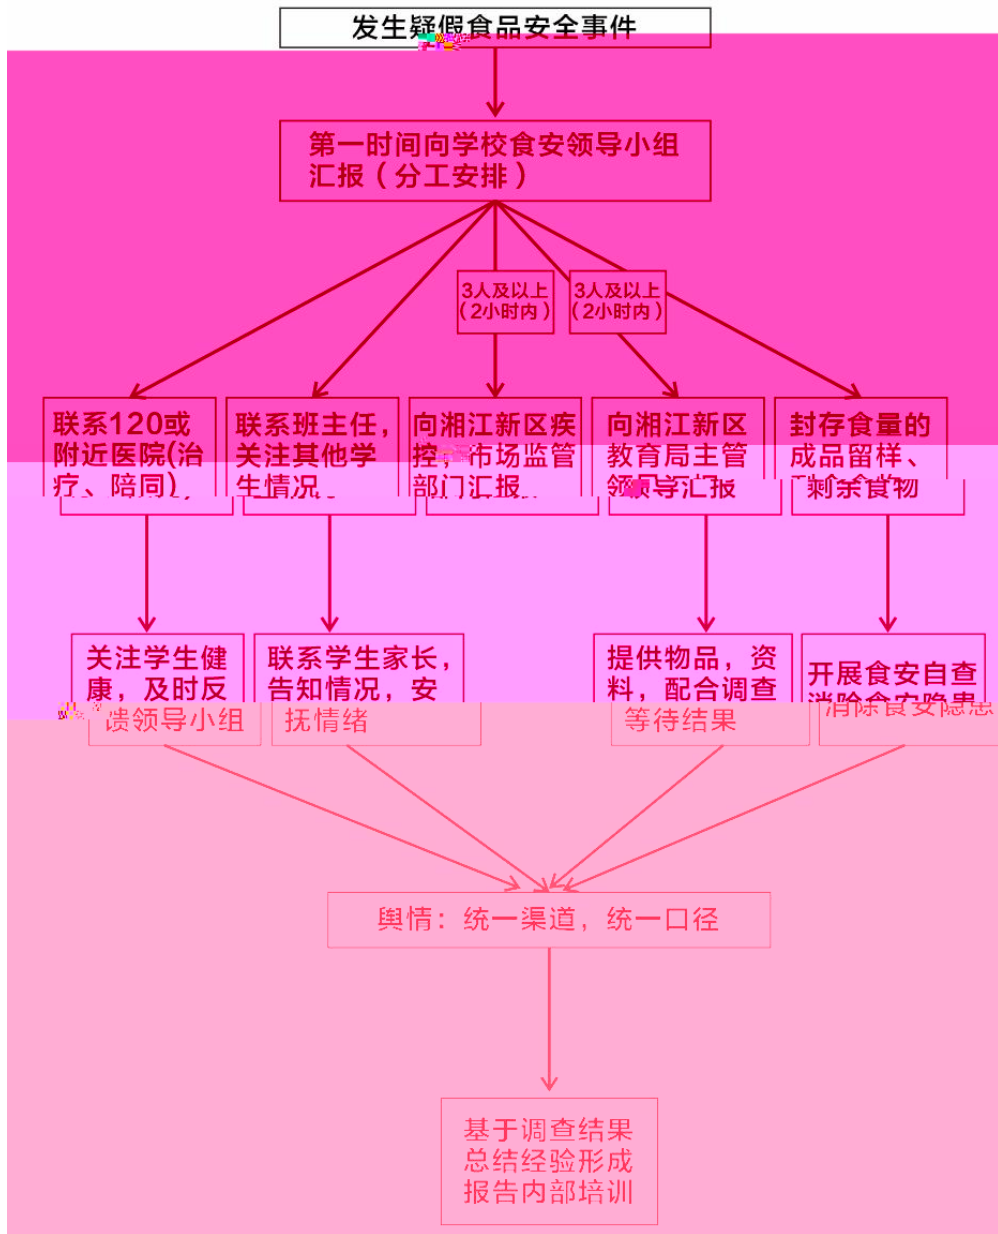 发生疑假食品安全事件
第一时间向学校食安领导小组
汇报（分工安排）
3人及以上
（2小时内）
3人及以上
（2小时内）
联系120或
附近医院(治
疗、陪同)
联系班主任，
关注其他学
生情况。
向湘江新区疾
控，市场监管
部门汇报。
向湘江新区
教育局主管
领导汇报
封存食量的
成品留样、
剩余食物
关注学生健
康，及时反
馈领导小组
联系学生家长，
告知情况，安
抚情绪
提供物品，资
料，配合调查
等待结果
开展食安自查
消除食安隐患
舆情：统一渠道，统一口径
基于调查结果
总结经验形成
报告内部培训